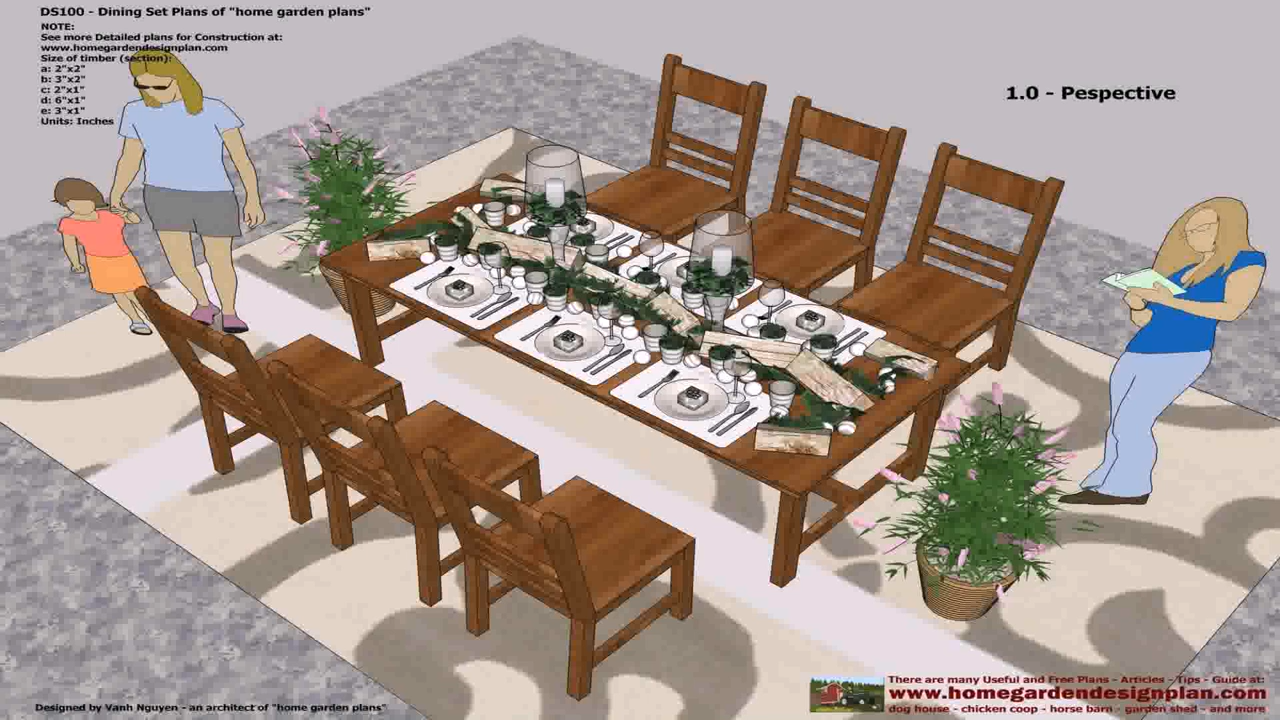 DS100 - Dining Set Plans of "home garden plans"
NOTE:
See more Detailed plans for Construction at:
www.homegardendesignplan.com
Size of timber (section):
a: 2"x2"
b: 3"x2"
c: 2"x1"
d: 6"x1"
e: 3"x1"
Units: Inches
1.0 - Pespective
There are many Useful and Free Plans - Articles - Tips - Guide at:
www.homegardendesignplan.com
dog house - chicken coop - horse barn - garden shed - and more
Designed by Vanh Nguyen - an architect of "home garden plans"